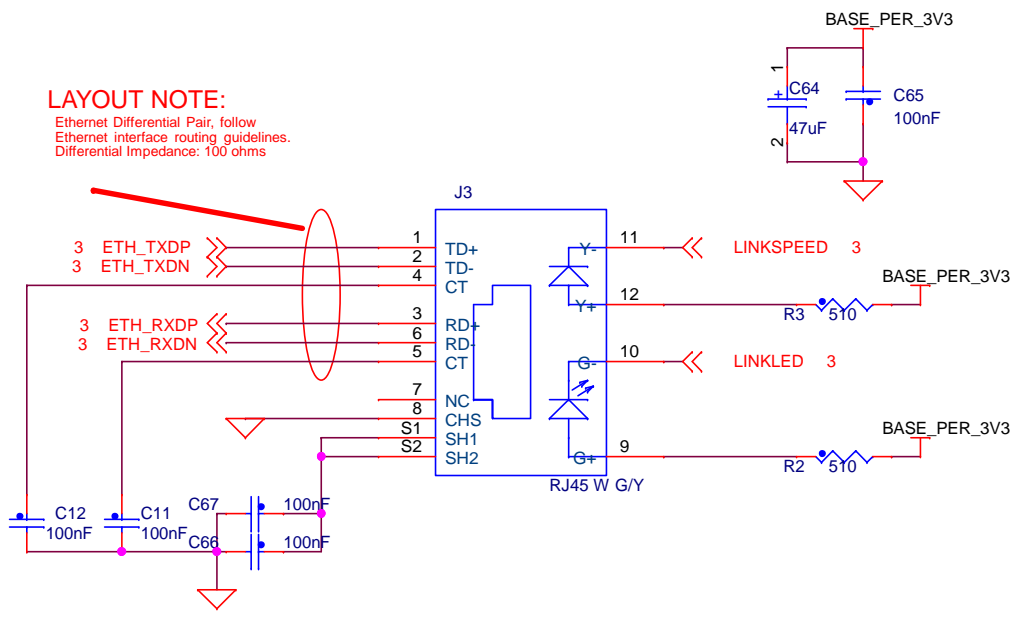 BASE_PER_3V3
1
+
C64
47uF
2
C65
100nF
LAYOUT NOTE:
Ethernet Differential Pair, follow
Ethernet interface routing guidelines.
Differential Impedance: 100 ohms
J3
3 ETH_TXDP
1
TD+
Y-
11
LINKSPEED 3
3 ETH_TXDN
2
TD-
4
CT
BASE_PER_3V3
12
Y+
R3 510
3 ETH_RXDP
3
RD+
3 ETH_RXDN
6
RD-
5
CT
G-
10
LINKLED 3
7
NC
8
CHS
S1
SH1
S2
SH2
G+
9
BASE_PER_3V3
R2 510
RJ45 W G/Y
C12
100nF
C11
100nF
C67 100nF
C66 100nF